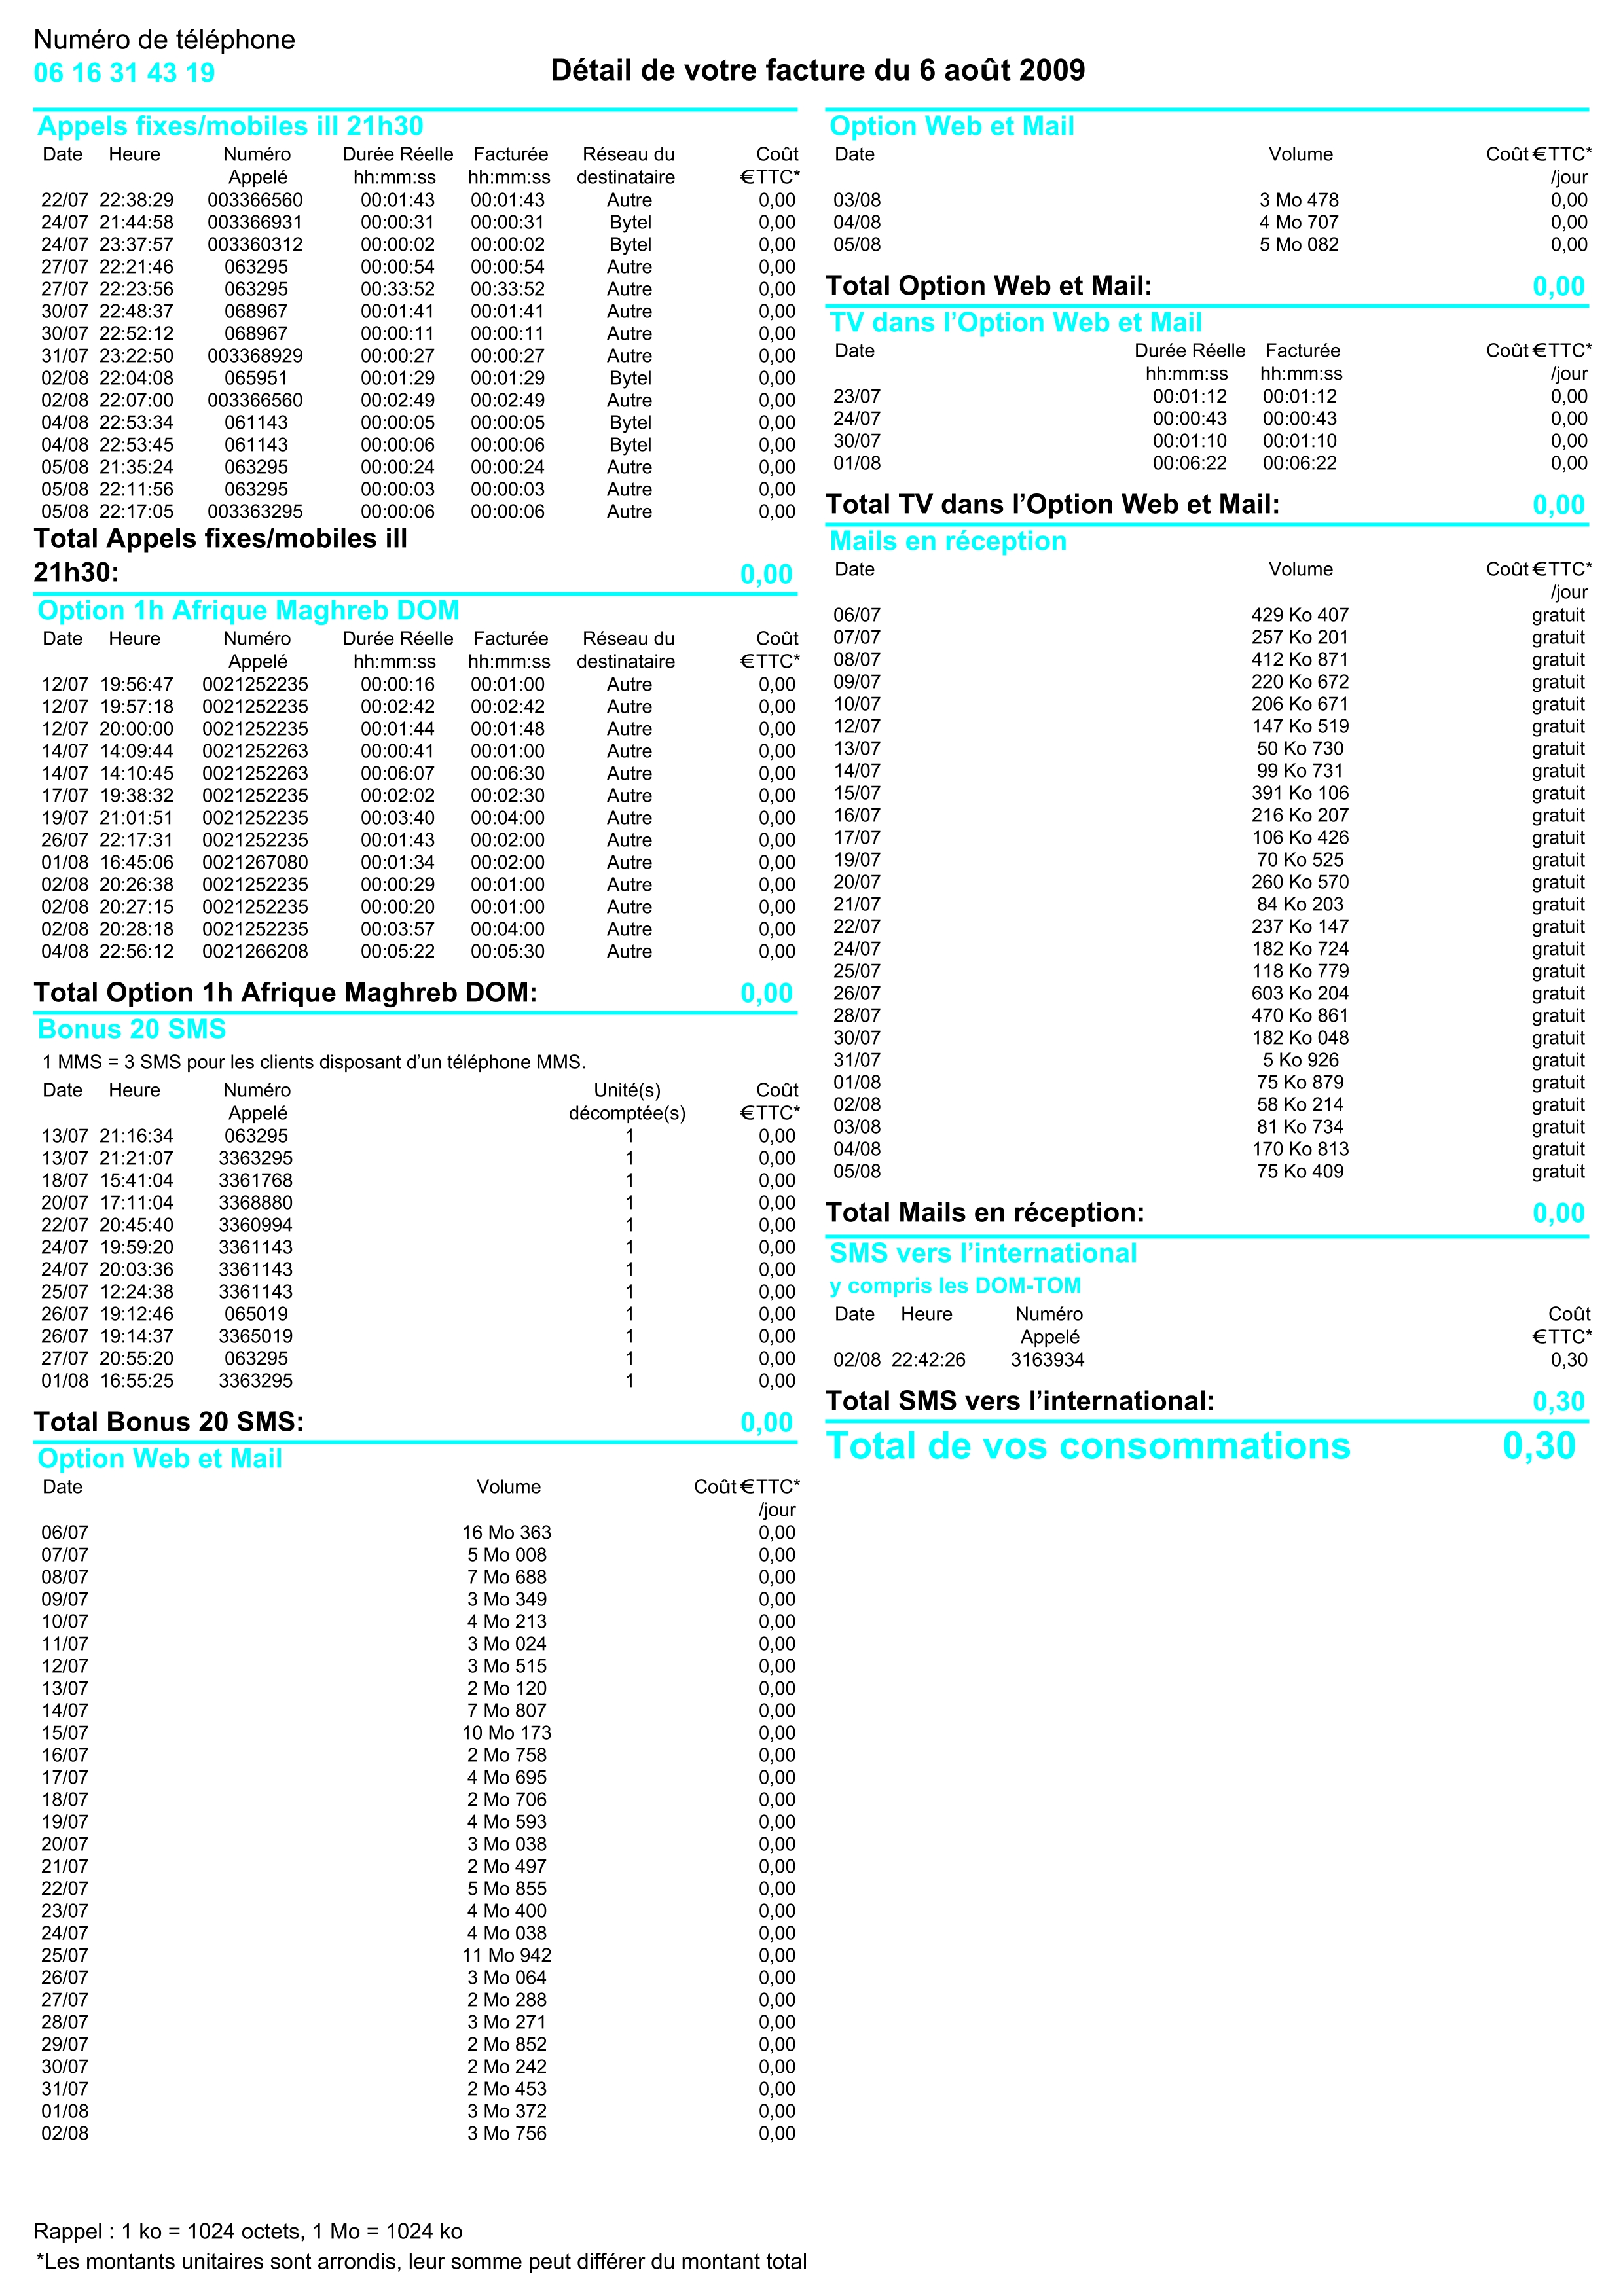 Numéro de téléphone
06 16 31 43 19
Détail de votre facture du 6 août 2009
Appels fixes/mobiles ill 21h30
Date Heure Numéro Durée Réelle Facturée Réseau du Coût
Appelé hh:mm:ss hh:mm:ss destinataire €TTC*
22/07 22:38:29 003366560 00:01:43 00:01:43 Autre 0,00
24/07 21:44:58 003366931 00:00:31 00:00:31 Bytel 0,00
24/07 23:37:57 003360312 00:00:02 00:00:02 Bytel 0,00
27/07 22:21:46 063295 00:00:54 00:00:54 Autre 0,00
27/07 22:23:56 063295 00:33:52 00:33:52 Autre 0,00
30/07 22:48:37 068967 00:01:41 00:01:41 Autre 0,00
30/07 22:52:12 068967 00:00:11 00:00:11 Autre 0,00
31/07 23:22:50 003368929 00:00:27 00:00:27 Autre 0,00
02/08 22:04:08 065951 00:01:29 00:01:29 Bytel 0,00
02/08 22:07:00 003366560 00:02:49 00:02:49 Autre 0,00
04/08 22:53:34 061143 00:00:05 00:00:05 Bytel 0,00
04/08 22:53:45 061143 00:00:06 00:00:06 Bytel 0,00
05/08 21:35:24 063295 00:00:24 00:00:24 Autre 0,00
05/08 22:11:56 063295 00:00:03 00:00:03 Autre 0,00
05/08 22:17:05 003363295 00:00:06 00:00:06 Autre 0,00
Total Appels fixes/mobiles ill
21h30: 0,00
Option 1h Afrique Maghreb DOM
Date Heure Numéro Durée Réelle Facturée Réseau du Coût
Appelé hh:mm:ss hh:mm:ss destinataire €TTC*
12/07 19:56:47 0021252235 00:00:16 00:01:00 Autre 0,00
12/07 19:57:18 0021252235 00:02:42 00:02:42 Autre 0,00
12/07 20:00:00 0021252235 00:01:44 00:01:48 Autre 0,00
14/07 14:09:44 0021252263 00:00:41 00:01:00 Autre 0,00
14/07 14:10:45 0021252263 00:06:07 00:06:30 Autre 0,00
17/07 19:38:32 0021252235 00:02:02 00:02:30 Autre 0,00
19/07 21:01:51 0021252235 00:03:40 00:04:00 Autre 0,00
26/07 22:17:31 0021252235 00:01:43 00:02:00 Autre 0,00
01/08 16:45:06 0021267080 00:01:34 00:02:00 Autre 0,00
02/08 20:26:38 0021252235 00:00:29 00:01:00 Autre 0,00
02/08 20:27:15 0021252235 00:00:20 00:01:00 Autre 0,00
02/08 20:28:18 0021252235 00:03:57 00:04:00 Autre 0,00
04/08 22:56:12 0021266208 00:05:22 00:05:30 Autre 0,00
Total Option 1h Afrique Maghreb DOM: 0,00
Bonus 20 SMS
1 MMS = 3 SMS pour les clients disposant d’un téléphone MMS.
Date Heure Numéro Unité(s) Coût
Appelé décomptée(s) €TTC*
13/07 21:16:34 063295 1 0,00
13/07 21:21:07 3363295 1 0,00
18/07 15:41:04 3361768 1 0,00
20/07 17:11:04 3368880 1 0,00
22/07 20:45:40 3360994 1 0,00
24/07 19:59:20 3361143 1 0,00
24/07 20:03:36 3361143 1 0,00
25/07 12:24:38 3361143 1 0,00
26/07 19:12:46 065019 1 0,00
26/07 19:14:37 3365019 1 0,00
27/07 20:55:20 063295 1 0,00
01/08 16:55:25 3363295 1 0,00
Total Bonus 20 SMS: 0,00
Option Web et Mail
Date Volume Coût €TTC*
/jour
06/07 16 Mo 363 0,00
07/07 5 Mo 008 0,00
08/07 7 Mo 688 0,00
09/07 3 Mo 349 0,00
10/07 4 Mo 213 0,00
11/07 3 Mo 024 0,00
12/07 3 Mo 515 0,00
13/07 2 Mo 120 0,00
14/07 7 Mo 807 0,00
15/07 10 Mo 173 0,00
16/07 2 Mo 758 0,00
17/07 4 Mo 695 0,00
18/07 2 Mo 706 0,00
19/07 4 Mo 593 0,00
20/07 3 Mo 038 0,00
21/07 2 Mo 497 0,00
22/07 5 Mo 855 0,00
23/07 4 Mo 400 0,00
24/07 4 Mo 038 0,00
25/07 11 Mo 942 0,00
26/07 3 Mo 064 0,00
27/07 2 Mo 288 0,00
28/07 3 Mo 271 0,00
29/07 2 Mo 852 0,00
30/07 2 Mo 242 0,00
31/07 2 Mo 453 0,00
01/08 3 Mo 372 0,00
02/08 3 Mo 756 0,00
Option Web et Mail
Date Volume Coût €TTC*
/jour
03/08 3 Mo 478 0,00
04/08 4 Mo 707 0,00
05/08 5 Mo 082 0,00
Total Option Web et Mail: 0,00
TV dans l’Option Web et Mail
Date Durée Réelle Facturée Coût €TTC*
hh:mm:ss hh:mm:ss /jour
23/07 00:01:12 00:01:12 0,00
24/07 00:00:43 00:00:43 0,00
30/07 00:01:10 00:01:10 0,00
01/08 00:06:22 00:06:22 0,00
Total TV dans l’Option Web et Mail: 0,00
Mails en réception
Date Volume Coût €TTC*
/jour
06/07 429 Ko 407 gratuit
07/07 257 Ko 201 gratuit
08/07 412 Ko 871 gratuit
09/07 220 Ko 672 gratuit
10/07 206 Ko 671 gratuit
12/07 147 Ko 519 gratuit
13/07 50 Ko 730 gratuit
14/07 99 Ko 731 gratuit
15/07 391 Ko 106 gratuit
16/07 216 Ko 207 gratuit
17/07 106 Ko 426 gratuit
19/07 70 Ko 525 gratuit
20/07 260 Ko 570 gratuit
21/07 84 Ko 203 gratuit
22/07 237 Ko 147 gratuit
24/07 182 Ko 724 gratuit
25/07 118 Ko 779 gratuit
26/07 603 Ko 204 gratuit
28/07 470 Ko 861 gratuit
30/07 182 Ko 048 gratuit
31/07 5 Ko 926 gratuit
01/08 75 Ko 879 gratuit
02/08 58 Ko 214 gratuit
03/08 81 Ko 734 gratuit
04/08 170 Ko 813 gratuit
05/08 75 Ko 409 gratuit
Total Mails en réception: 0,00
SMS vers l’international
y compris les DOM-TOM
Date Heure Numéro Coût
Appelé €TTC*
02/08 22:42:26 3163934 0,30
Total SMS vers l’international: 0,30
Total de vos consommations 0,30
Rappel : 1 ko = 1024 octets, 1 Mo = 1024 ko
*Les montants unitaires sont arrondis, leur somme peut différer du montant total